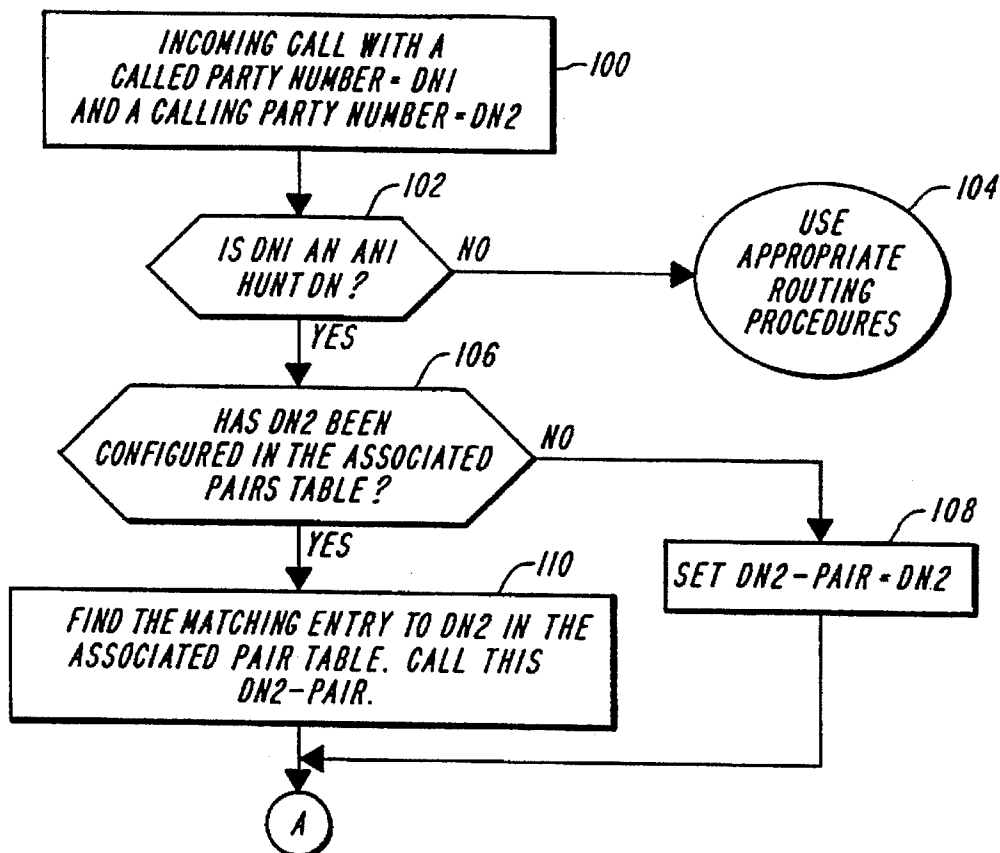 INCOMING CALL WITH A
CALLED PARTY NUMBER = DN1
AND A CALLING PARTY NUMBER = DN2
100
102
IS DN1 AN ANI
HUNT DN ?
NO
104
USE
APPROPRIATE
ROUTING
PROCEDURES
YES
106
HAS DN2 BEEN
CONFIGURED IN THE ASSOCIATED
PAIRS TABLE ?
NO
108
SET DN2-PAIR = DN2
YES
110
FIND THE MATCHING ENTRY TO DN2 IN THE
ASSOCIATED PAIR TABLE. CALL THIS
DN2-PAIR.
A